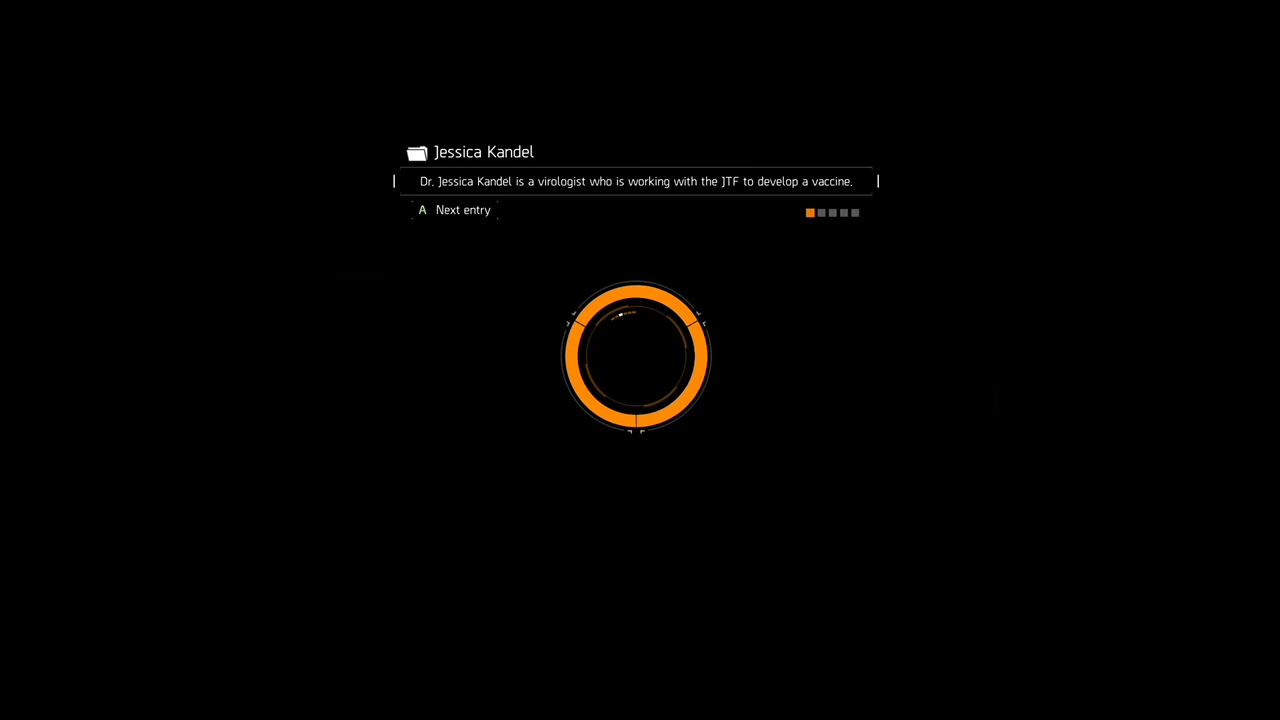 Jessica Kandel
Dr. Jessica Kandel is a virologist who is working with the JTF to develop a vaccine.
A Next entry